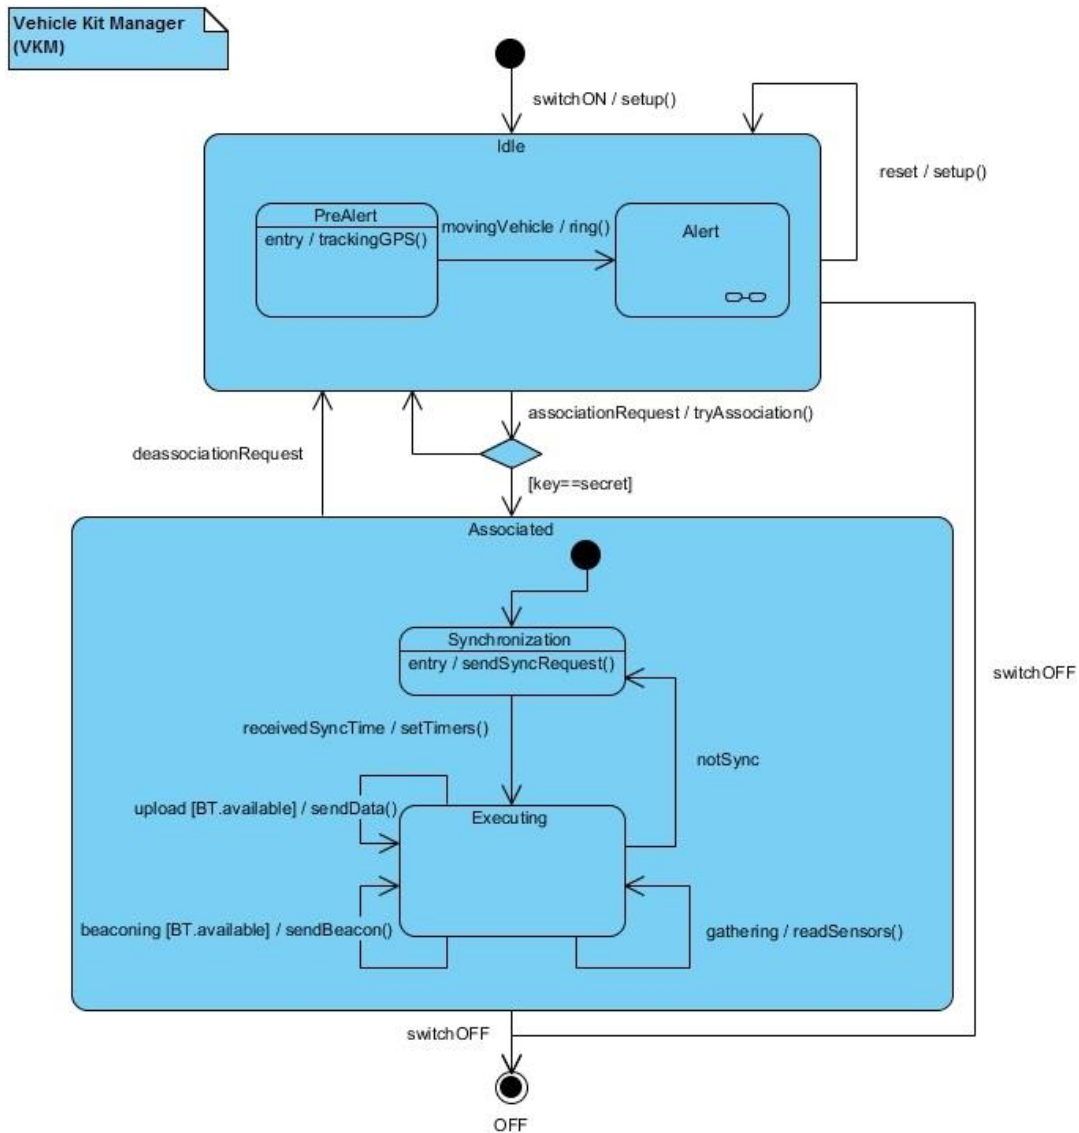 Vehicle Kit Manager
(VKM)
switchON / setup()
Idle
reset / setup()
PreAlert
entry / trackingGPS()
movingVehicle / ring()
Alert
associationRequest / tryAssociation()
deassociationRequest
[key==secret]
Associated
Synchronization
entry / sendSyncRequest()
switchOFF
receivedSyncTime / setTimers()
notSync
upload [BT.available] / sendData()
Executing
beaconing [BT.available] / sendBeacon()
gathering / readSensors()
switchOFF
OFF